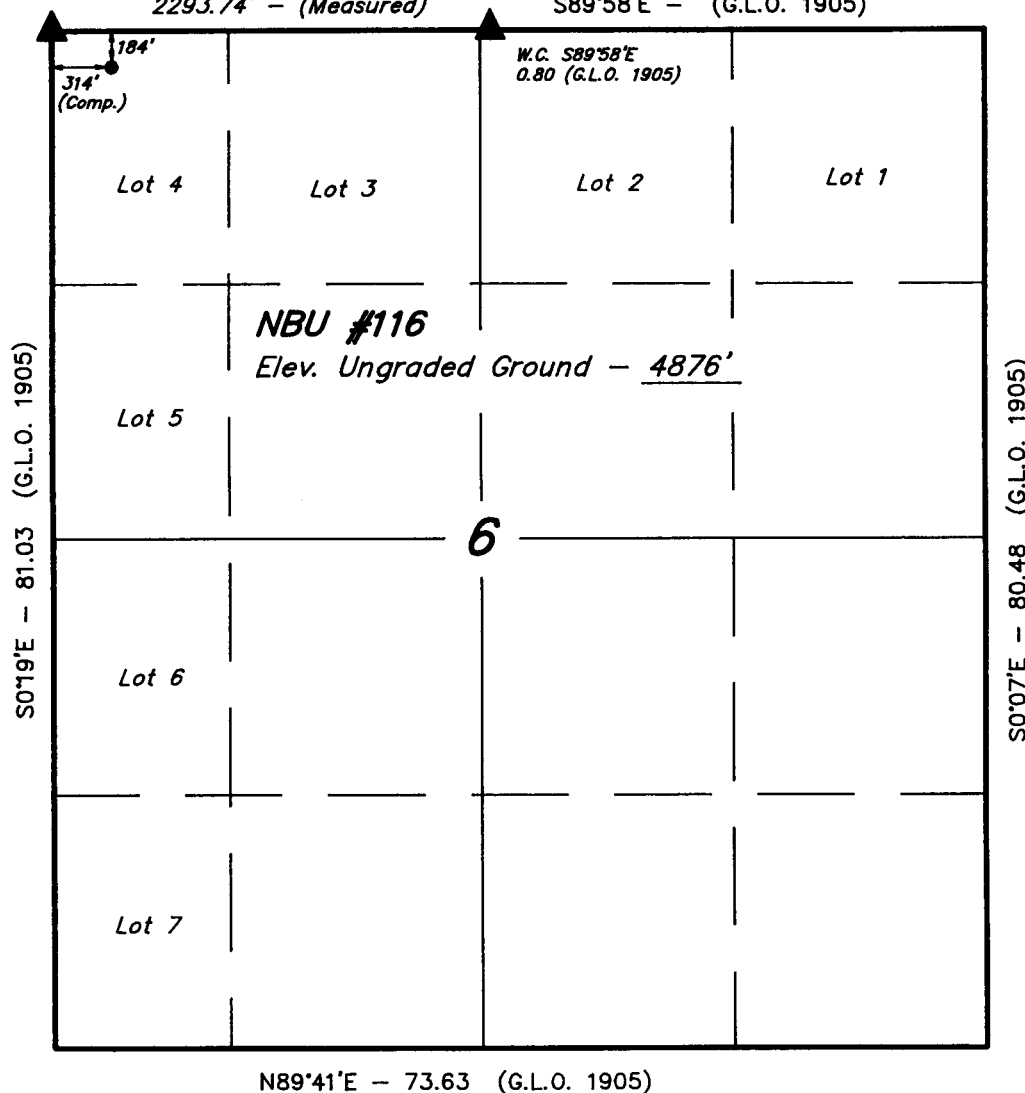 2293.74' - (Measured)
S89°58'E - (G.L.O. 1905)
184'
314'
(Comp.)
W.C. S89°58'E
0.80 (G.L.O. 1905)
Lot 4
Lot 3
Lot 2
Lot 1
NBU #116
Elev. Ungraded Ground - 4876'
Lot 5
6
Lot 6
Lot 7
S0°19'E - 81.03 (G.L.O. 1905)
S0°07'E - 80.48 (G.L.O. 1905)
N89°41'E - 73.63 (G.L.O. 1905)